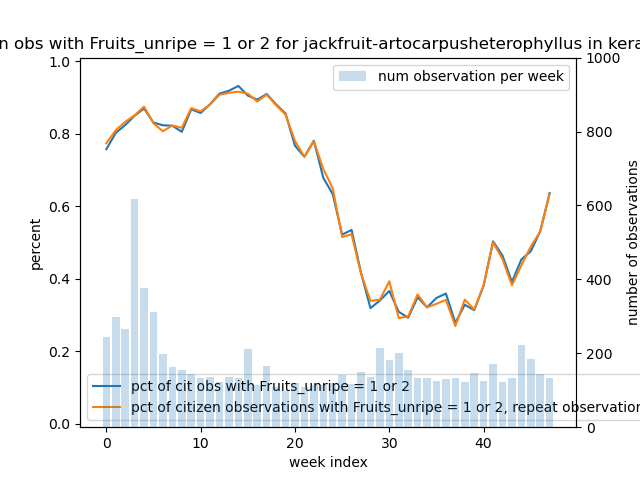 n obs with Fruits_unripe = 1 or 2 for jackfruit-artocarpusheterophyllus in kera
num observation per week
1.0
0.8
0.6
0.4
0.2
0.0
percent
1000
800
600
400
200
0
number of observations
pct of cit obs with Fruits_unripe = 1 or 2
pct of citizen observations with Fruits_unripe = 1 or 2, repeat observation
0 10 20 30 40
week index